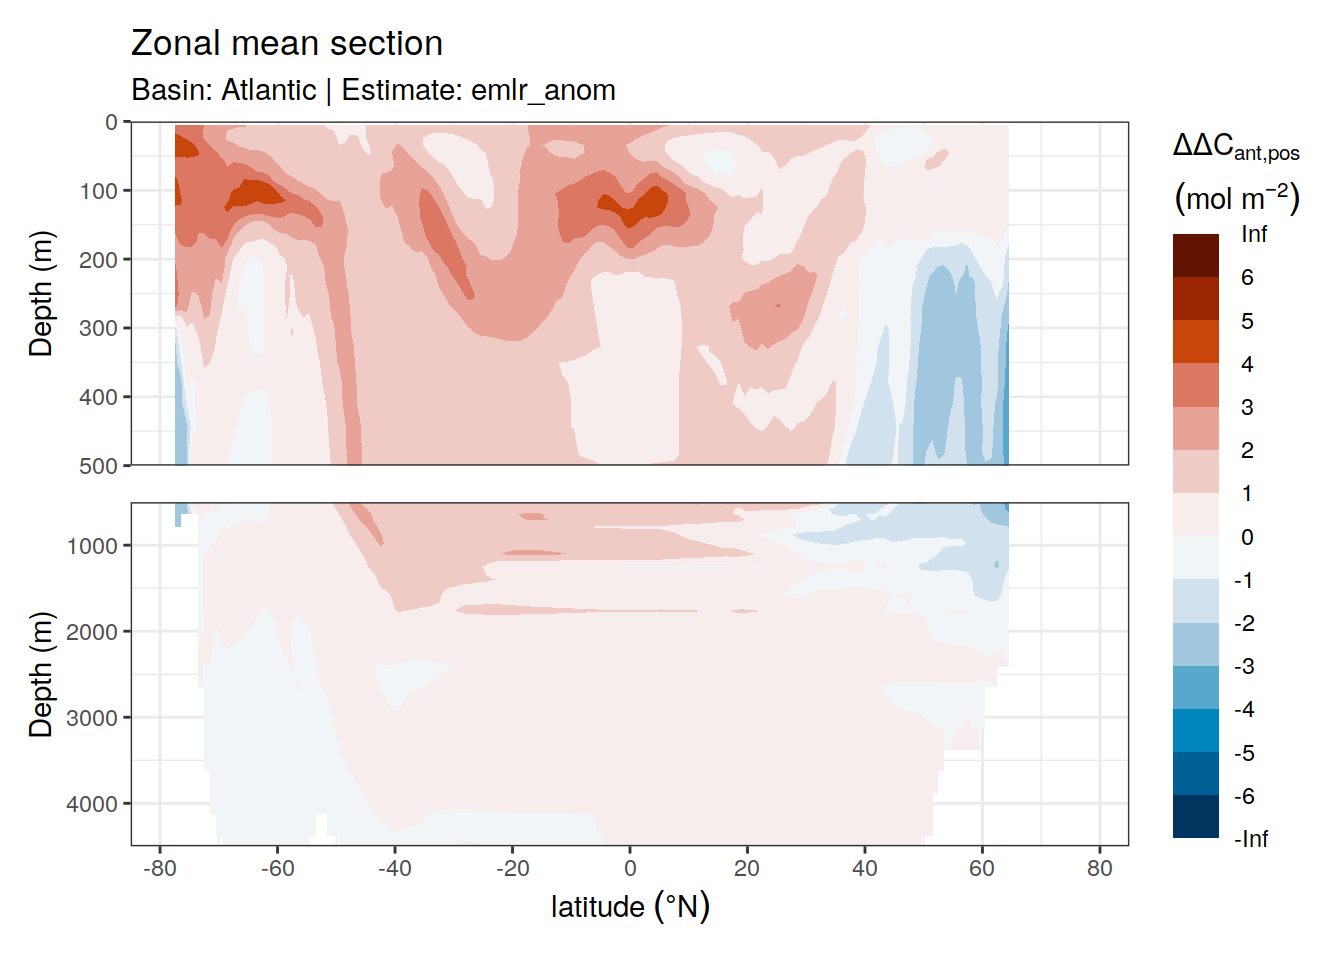 Zonal mean section
Basin: Atlantic | Estimate: emlr_anom
0
100
200
300
400
500
Depth (m)
1000
2000
3000
4000
Depth (m)
-80 -60 -40 -20 0 20 40 60 80
latitude (°N)
ΔΔC_ant,pos
(mol m⁻²)
Inf
6
5
4
3
2
1
0
-1
-2
-3
-4
-5
-6
-Inf